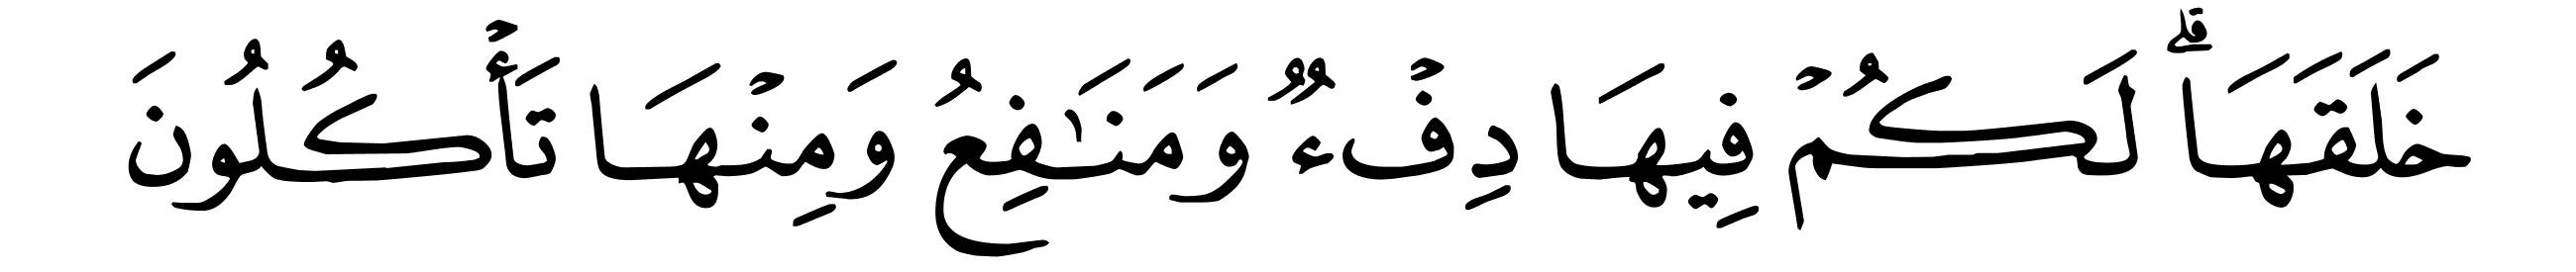 خَلَقَهَاۗ لَكُمْ فِيهَا دِفْءٌ وَمَنَٰفِعُ وَمِنْهَا تَأْكُلُونَ